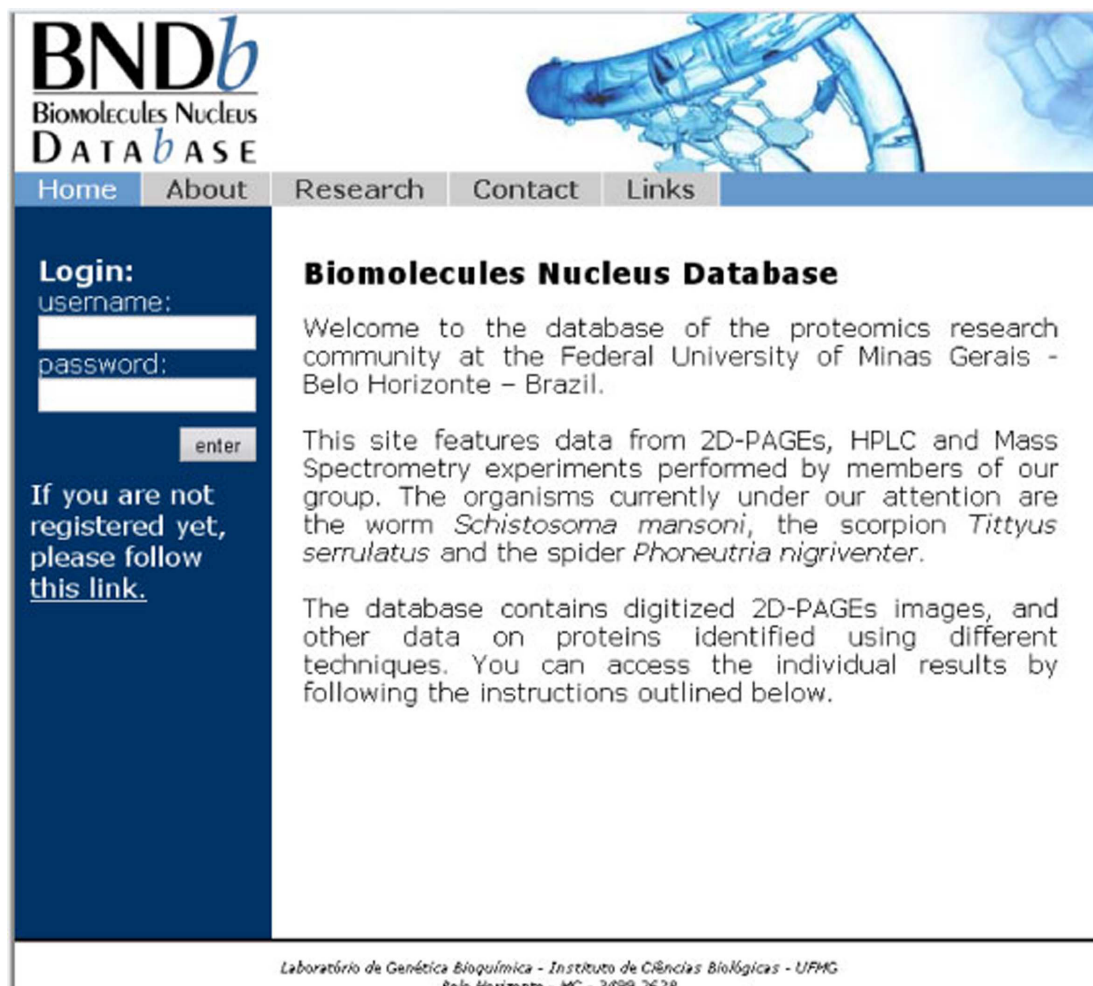 BNDb
Biomolecules Nucleus
DATAbASE
Home About Research Contact Links
Login:
username:
password:
enter
If you are not
registered yet,
please follow
this link.
Biomolecules Nucleus Database
Welcome to the database of the proteomics research
community at the Federal University of Minas Gerais -
Belo Horizonte – Brazil.
This site features data from 2D-PAGEs, HPLC and Mass
Spectrometry experiments performed by members of our
group. The organisms currently under our attention are
the worm Schistosoma mansoni, the scorpion Tittyus
serrulatus and the spider Phoneutria nigriventer.
The database contains digitized 2D-PAGEs images, and
other data on proteins identified using different
techniques. You can access the individual results by
following the instructions outlined below.
Laboratório de Genética Bioquímica - Instituto de Ciências Biológicas - UFMG
Belo Horizonte - MG - 3499 2628